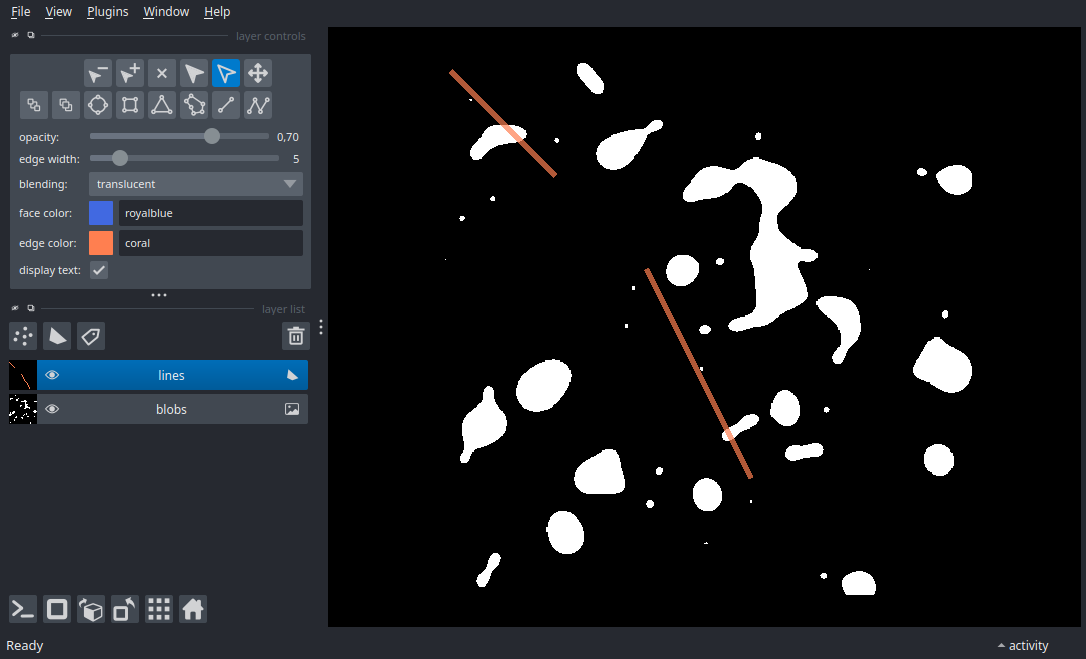 File View Plugins Window Help
layer controls
opacity: 0,70
edge width: 5
blending: translucent
face color: royalblue
edge color: coral
display text:
layer list
lines
blobs
Ready activity